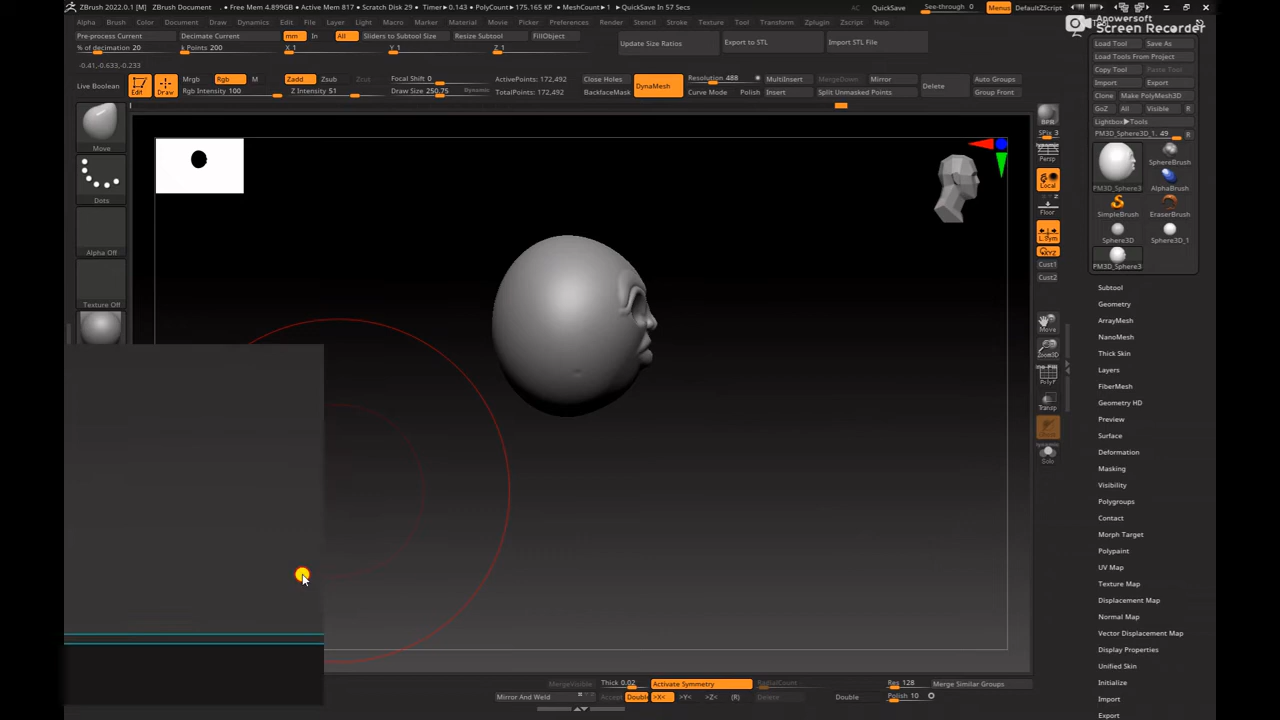 ZBrush 2022.0.1 [M] ZBrush Document • Free Mem 4.899GB • Active Mem 817 • Scratch Disk 29 • Timer▶0.143 • PolyCount▶175.165 KP • MeshCount▶1 • QuickSave In 57 Secs AC QuickSave See-through 0 Menus DefaultZScript
Alpha Brush Color Document Draw Dynamics Edit File Layer Light Macro Marker Material Movie Picker Preferences Render Stencil Stroke Texture Tool Transform Zplugin Zscript Help
Apowersoft
Screen Recorder
Pre-process Current Decimate Current mm In All Sliders to Subtool Size Resize Subtool FillObject
% of decimation 20 k Points 200 X 1 Y 1 Z 1 Update Size Ratios Export to STL Import STL File
-0.41,-0.633,-0.233
Live Boolean Edit Draw Mrgb Rgb M Zadd Zsub Zcut Focal Shift 0 ActivePoints: 172,492 Close Holes DynaMesh Resolution 488 MultiInsert MergeDown Mirror Delete Auto Groups
Rgb Intensity 100 Z Intensity 51 Draw Size 250.75 Dynamic TotalPoints: 172,492 BackfaceMask Curve Mode Polish Insert Split Unmasked Points Group Front
Move
Dots
Alpha Off
Texture Off
BPR
SPix 3
Dynamic
Persp
Local
Floor
L.Sym
XYZ
Cust1
Cust2
Move
Zoom3D
PolyF
Transp
Ghost
Dynamic
Solo
Load Tool Save As
Load Tools From Project
Copy Tool Paste Tool
Import Export
Clone Make PolyMesh3D
GoZ All Visible R
Lightbox▶Tools
PM3D_Sphere3D_1. 49 R
PM3D_Sphere3 SphereBrush
AlphaBrush
SimpleBrush EraserBrush
Sphere3D Sphere3D_1
PM3D_Sphere3
Subtool
Geometry
ArrayMesh
NanoMesh
Thick Skin
Layers
FiberMesh
Geometry HD
Preview
Surface
Deformation
Masking
Visibility
Polygroups
Contact
Morph Target
Polypaint
UV Map
Texture Map
Displacement Map
Normal Map
Vector Displacement Map
Display Properties
Unified Skin
Initialize
Import
Export
MergeVisible Thick 0.02 Activate Symmetry RadialCount Res 128 Merge Similar Groups
Mirror And Weld Accept Double >X< >Y< >Z< (R) Delete Double Polish 10